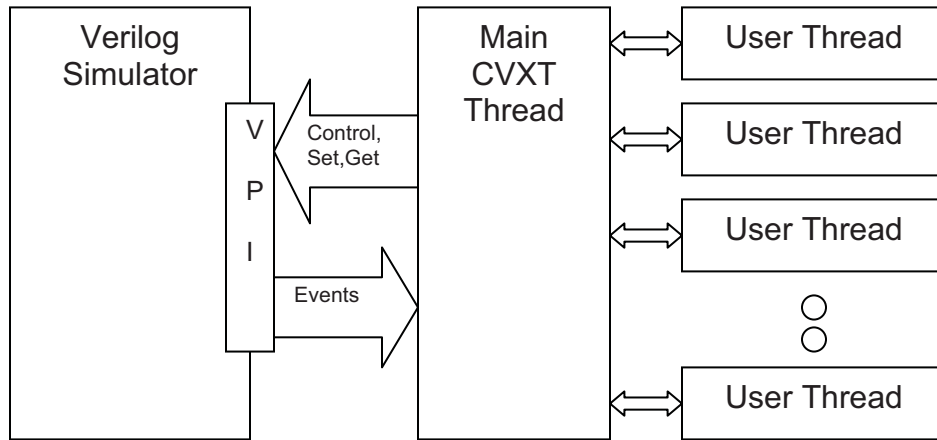 Verilog
Simulator
V
P
I
Control,
Set,Get
Events
Main
CVXT
Thread
User Thread
User Thread
User Thread
User Thread